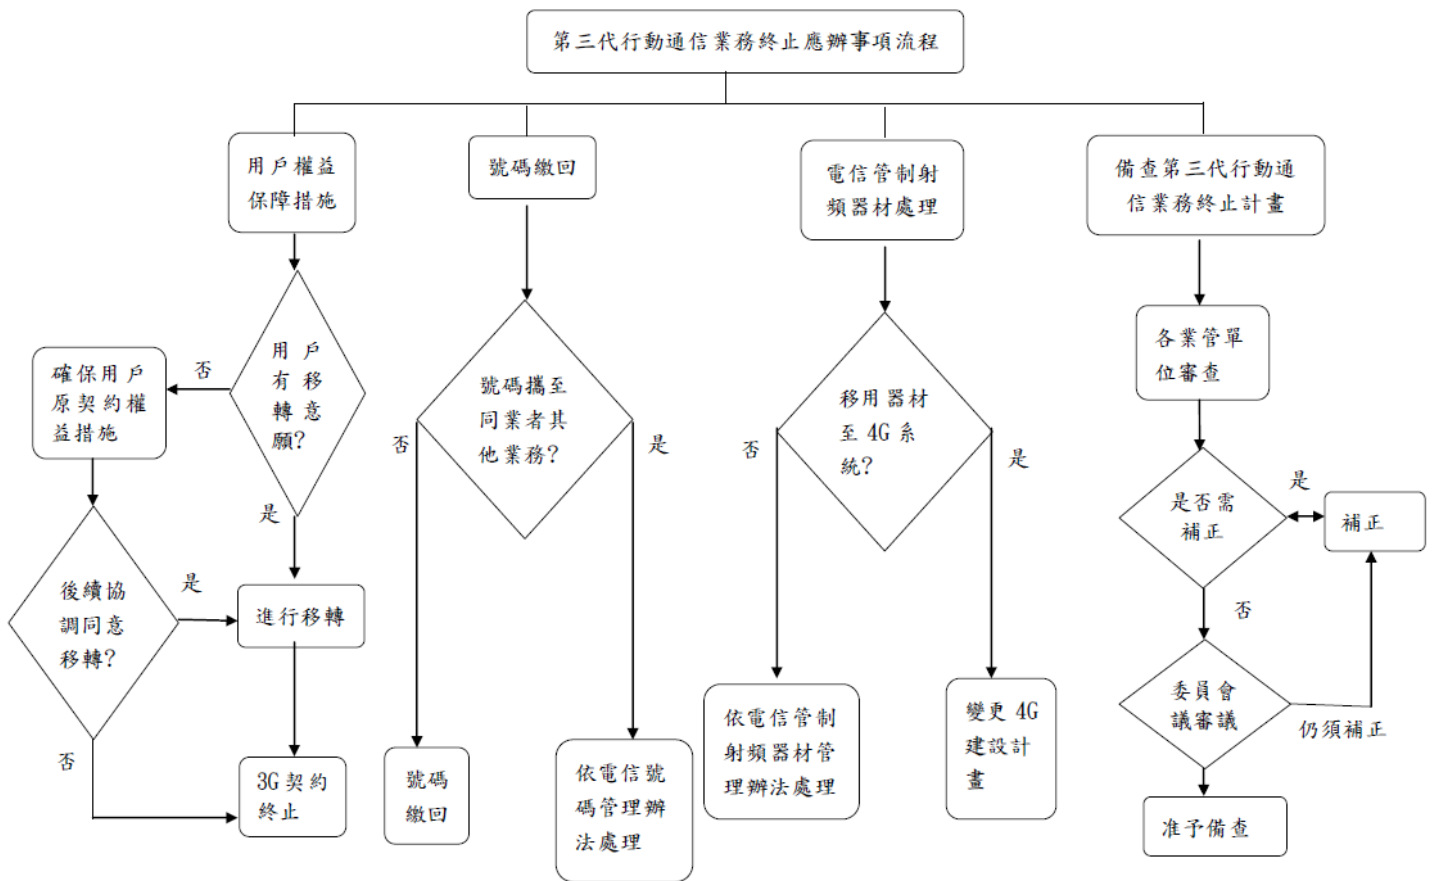 第三代行動通信業務終止應辦事項流程
用戶權益
保障措施
用戶
有移
轉意
願?
否
是
確保用戶
原契約權
益措施
後續協
調同意
移轉?
是
否
進行移轉
3G契約
終止
號碼繳回
號碼攜至
同業者其
他業務?
否
是
號碼
繳回
依電信號
碼管理辦
法處理
電信管制射
頻器材處理
移用器材
至4G系
統?
否
是
依電信管制
射頻器材管
理辦法處理
變更4G
建設計
畫
備查第三代行動通
信業務終止計畫
各業管單
位審查
是否需
補正
是
補正
否
委員會
議審議
仍須補正
准予備查